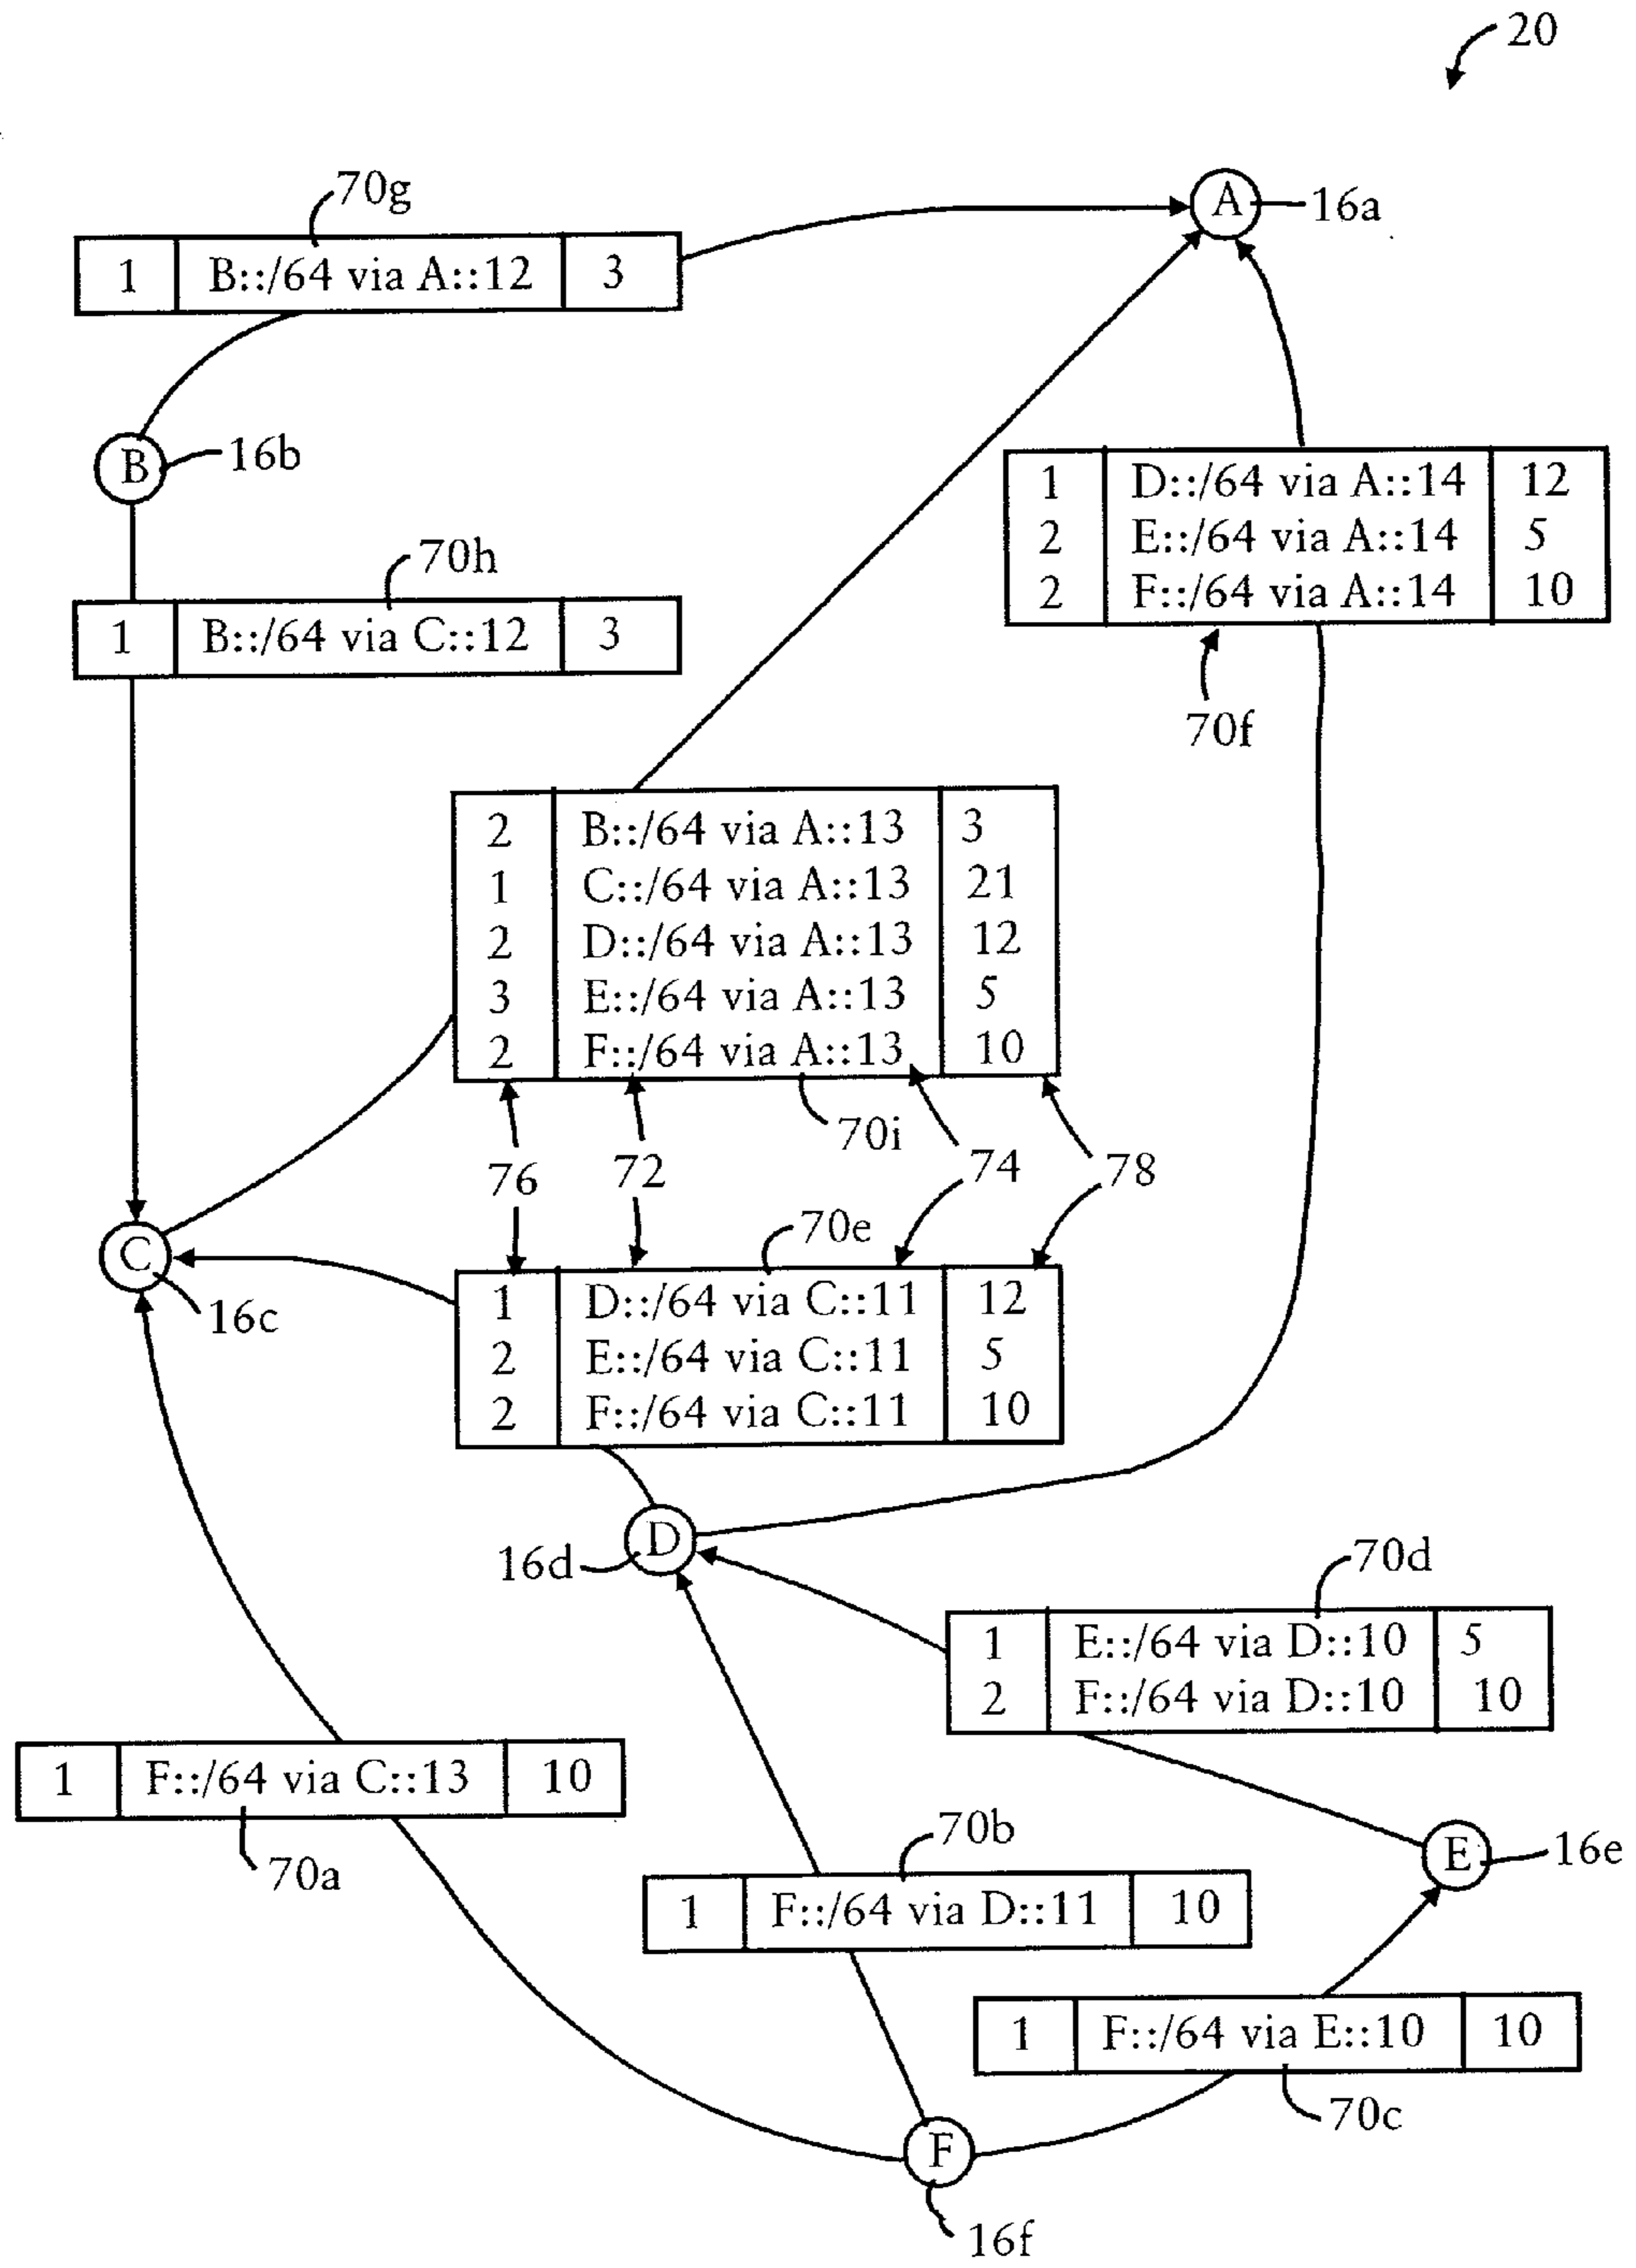 20
70g
A
16a
1 B::/64 via A::12 3
B
16b
1 D::/64 via A::14 12
2 E::/64 via A::14 5
2 F::/64 via A::14 10
70h
1 B::/64 via C::12 3
70f
2 B::/64 via A::13 3
1 C::/64 via A::13 21
2 D::/64 via A::13 12
3 E::/64 via A::13 5
2 F::/64 via A::13 10
70i
76 72 74 78
70e
C
16c
1 D::/64 via C::11 12
2 E::/64 via C::11 5
2 F::/64 via C::11 10
D
16d
70d
1 E::/64 via D::10 5
2 F::/64 via D::10 10
1 F::/64 via C::13 10
70a
70b
E
16e
1 F::/64 via D::11 10
1 F::/64 via E::10 10
70c
F
16f